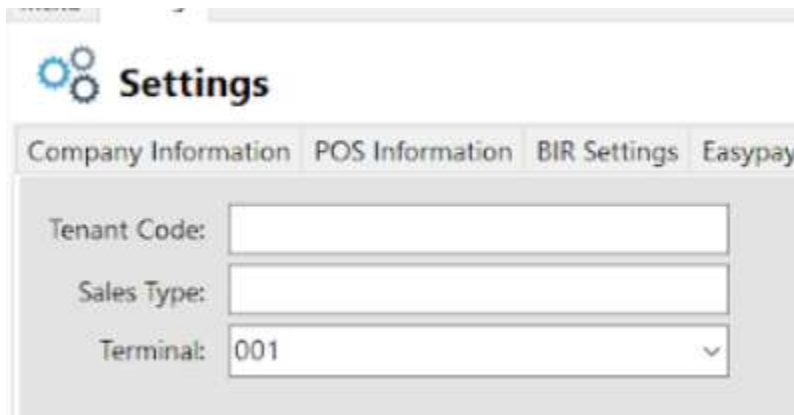 Settings
Company Information POS Information BIR Settings Easypay
Tenant Code:
Sales Type:
Terminal: 001